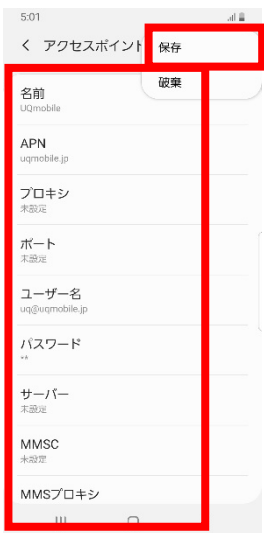 5:01
アクセスポイント
保存
破棄
名前
UQmobile
APN
uqmobile.jp
プロキシ
未設定
ポート
未設定
ユーザー名
uq@uqmobile.jp
パスワード
**
サーバー
未設定
MMSC
未設定
MMSプロキシ